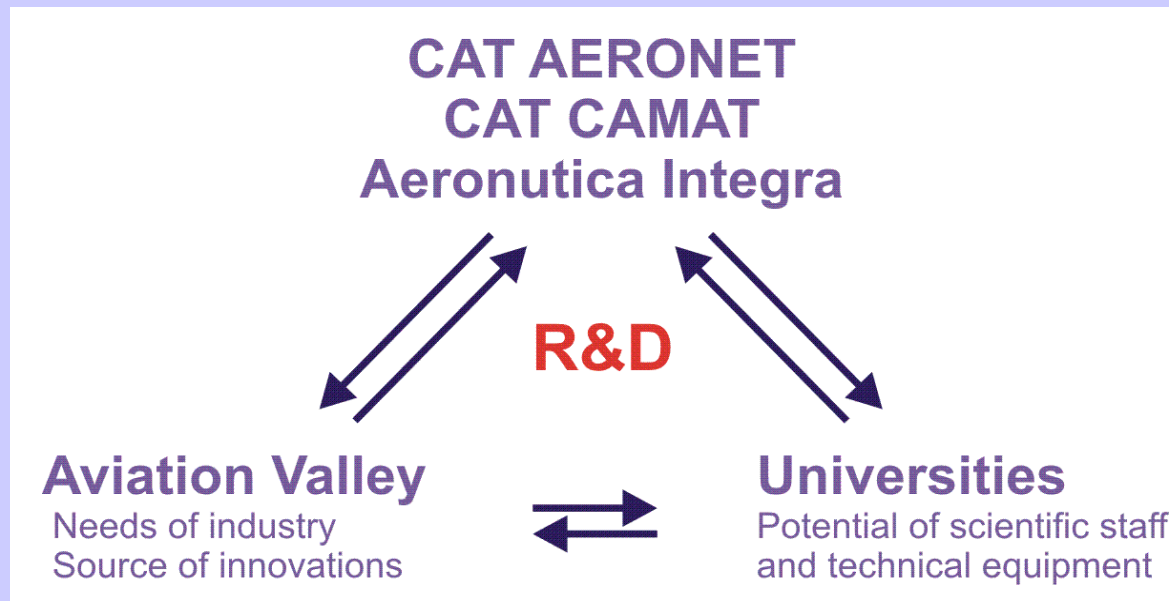 CAT AERONET
CAT CAMAT
Aeronutica Integra
R&D
Aviation Valley
Needs of industry
Source of innovations
Universities
Potential of scientific staff
and technical equipment